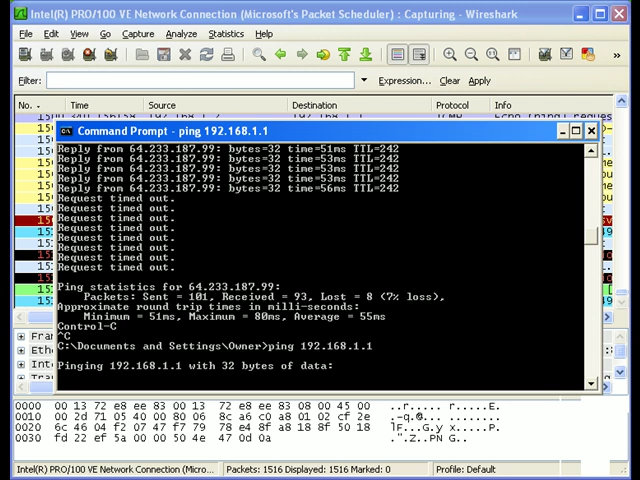 Intel(R) PRO/100 VE Network Connection (Microsoft's Packet Scheduler) : Capturing - Wireshark
File Edit View Go Capture Analyze Statistics Help
Filter: Expression... Clear Apply
No. Time Source Destination Protocol Info
Command Prompt - ping 192.168.1.1
Reply from 64.233.187.99: bytes=32 time=51ms TTL=242
Reply from 64.233.187.99: bytes=32 time=53ms TTL=242
Reply from 64.233.187.99: bytes=32 time=53ms TTL=242
Reply from 64.233.187.99: bytes=32 time=53ms TTL=242
Reply from 64.233.187.99: bytes=32 time=56ms TTL=242
Request timed out.
Request timed out.
Request timed out.
Request timed out.
Request timed out.
Request timed out.
Request timed out.
Request timed out.
Ping statistics for 64.233.187.99:
Packets: Sent = 101, Received = 93, Lost = 8 (7% loss),
Approximate round trip times in milli-seconds:
Minimum = 51ms, Maximum = 80ms, Average = 55ms
Control-C
^C
C:\Documents and Settings\Owner>ping 192.168.1.1
Pinging 192.168.1.1 with 32 bytes of data:
0000 00 13 72 e8 ee 83 00 13 72 e8 ee 83 08 00 45 00 ..r..... r.....E.
0010 00 2d 71 05 40 00 80 06 8c a6 c0 a8 01 02 cf 2e .-q.@... ........
0020 6c 46 04 f2 07 47 f7 79 78 e4 8f a8 18 8f 50 18 lF...G.y x.....P.
0030 fd 22 ef 5a 00 00 50 4e 47 0d 0a .".Z..PN G..
Intel(R) PRO/100 VE Network Connection (Micro... Packets: 1516 Displayed: 1516 Marked: 0 Profile: Default